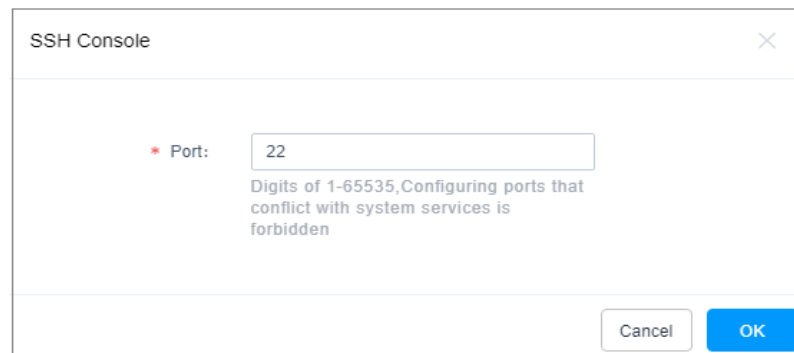 SSH Console
* Port: 22
Digits of 1-65535,Configuring ports that
conflict with system services is
forbidden
Cancel OK